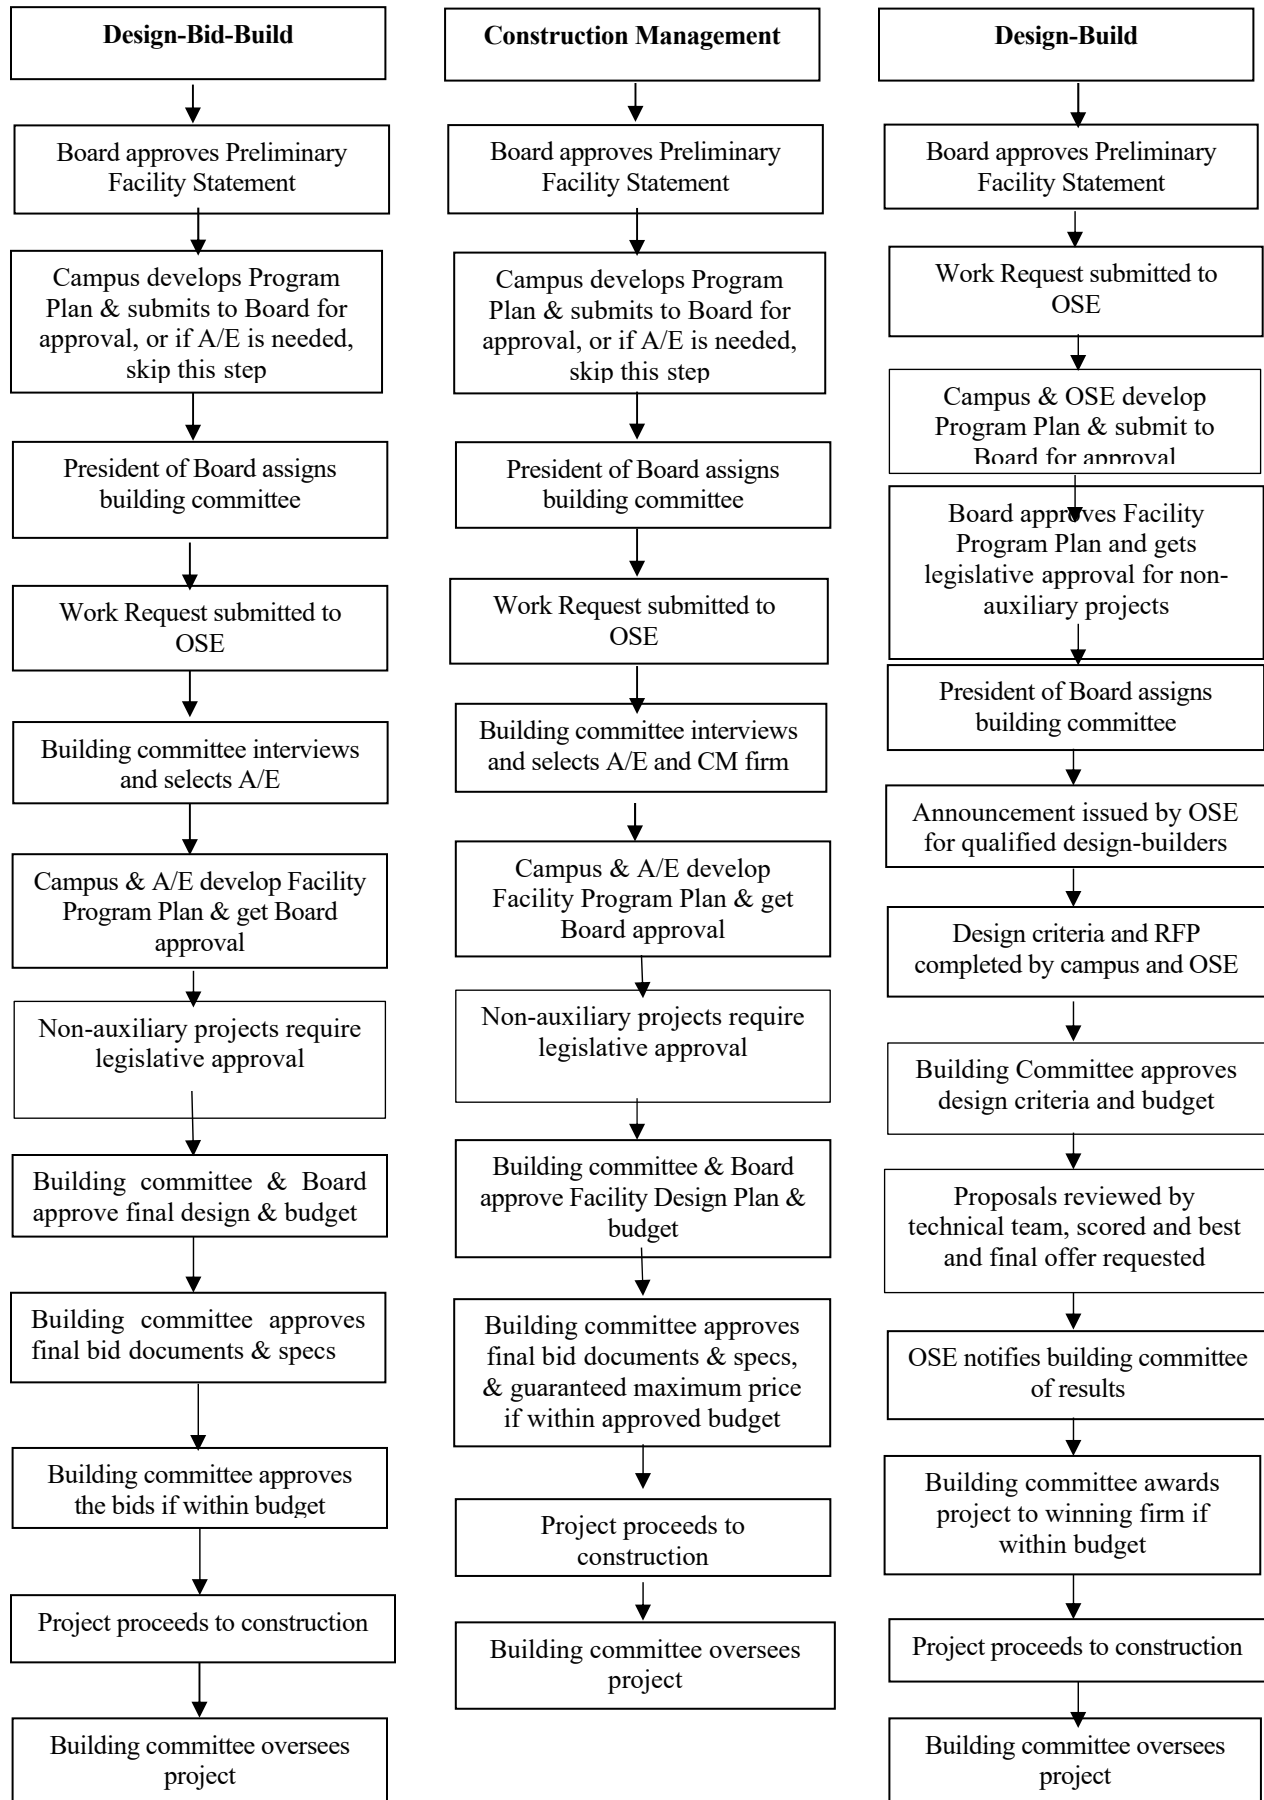 Design-Bid-Build
Board approves Preliminary
Facility Statement
Campus develops Program
Plan & submits to Board for
approval, or if A/E is needed,
skip this step
President of Board assigns
building committee
Work Request submitted to
OSE
Building committee interviews
and selects A/E
Campus & A/E develop Facility
Program Plan & get Board
approval
Non-auxiliary projects require
legislative approval
Building committee & Board
approve final design & budget
Building committee approves
final bid documents & specs
Building committee approves
the bids if within budget
Project proceeds to construction
Building committee oversees
project
Construction Management
Board approves Preliminary
Facility Statement
Campus develops Program
Plan & submits to Board for
approval, or if A/E is needed,
skip this step
President of Board assigns
building committee
Work Request submitted to
OSE
Building committee interviews
and selects A/E and CM firm
Campus & A/E develop
Facility Program Plan & get
Board approval
Non-auxiliary projects require
legislative approval
Building committee & Board
approve Facility Design Plan &
budget
Building committee approves
final bid documents & specs,
& guaranteed maximum price
if within approved budget
Project proceeds to
construction
Building committee oversees
project
Design-Build
Board approves Preliminary
Facility Statement
Work Request submitted to
OSE
Campus & OSE develop
Program Plan & submit to
Board for approval
Board approves Facility
Program Plan and gets
legislative approval for non-
auxiliary projects
President of Board assigns
building committee
Announcement issued by OSE
for qualified design-builders
Design criteria and RFP
completed by campus and OSE
Building Committee approves
design criteria and budget
Proposals reviewed by
technical team, scored and best
and final offer requested
OSE notifies building committee
of results
Building committee awards
project to winning firm if
within budget
Project proceeds to construction
Building committee oversees
project